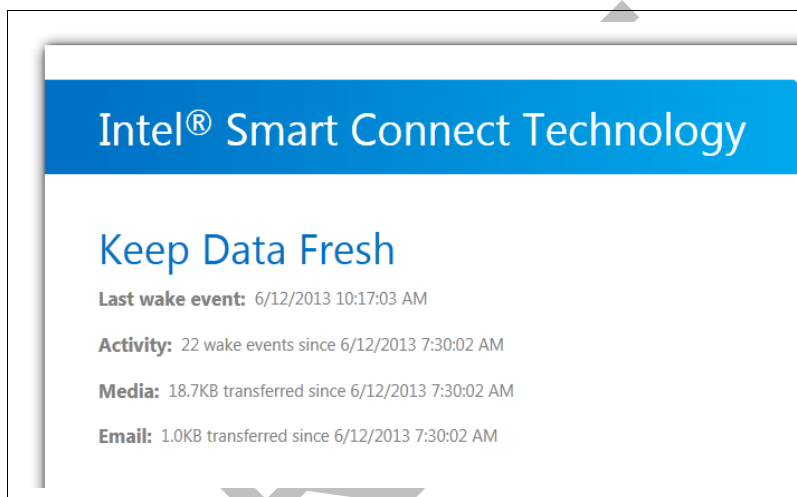 Intel® Smart Connect Technology
Keep Data Fresh
Last wake event: 6/12/2013 10:17:03 AM
Activity: 22 wake events since 6/12/2013 7:30:02 AM
Media: 18.7KB transferred since 6/12/2013 7:30:02 AM
Email: 1.0KB transferred since 6/12/2013 7:30:02 AM